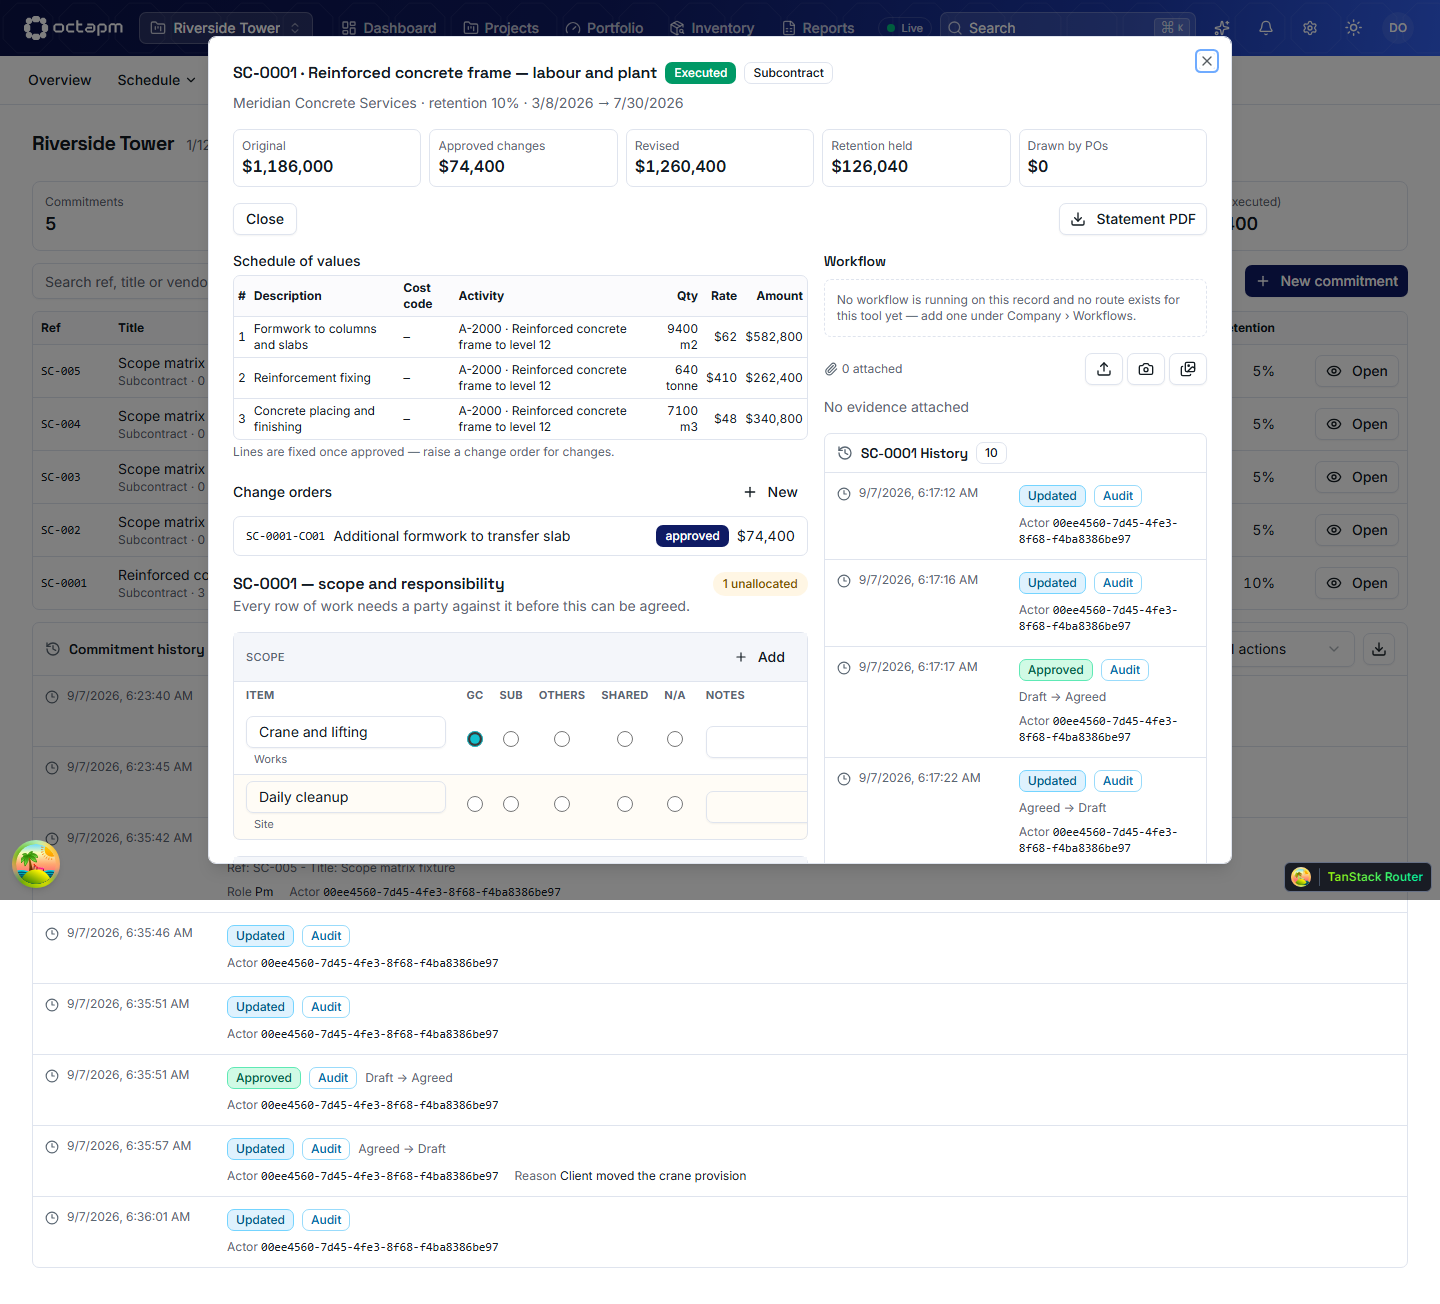 octapm
Riverside Tower
Dashboard
Projects
Portfolio
Inventory
Reports
Live
Search
⌘ K
DO
Overview
Schedule
Riverside Tower 1/12
Commitments
5
xecuted)
400
Search ref, title or vendo
+ New commitment
Ref Title
tention
SC-005
Scope matrix
Subcontract · 0
5%
Open
SC-004
Scope matrix
Subcontract · 0
5%
Open
SC-003
Scope matrix
Subcontract · 0
5%
Open
SC-002
Scope matrix
Subcontract · 0
5%
Open
SC-0001
Reinforced co
Subcontract · 3
10%
Open
Commitment history
l actions
9/7/2026, 6:23:40 AM
9/7/2026, 6:23:45 AM
9/7/2026, 6:35:42 AM
SC-0001 · Reinforced concrete frame — labour and plant
Executed
Subcontract
Meridian Concrete Services · retention 10% · 3/8/2026 → 7/30/2026
Original
$1,186,000
Approved changes
$74,400
Revised
$1,260,400
Retention held
$126,040
Drawn by POs
$0
Close
Statement PDF
Schedule of values
# Description Cost code Activity Qty Rate Amount
1 Formwork to columns and slabs – A-2000 · Reinforced concrete frame to level 12 9400 m2 $62 $582,800
2 Reinforcement fixing – A-2000 · Reinforced concrete frame to level 12 640 tonne $410 $262,400
3 Concrete placing and finishing – A-2000 · Reinforced concrete frame to level 12 7100 m3 $48 $340,800
Lines are fixed once approved — raise a change order for changes.
Change orders
+ New
SC-0001-CO01 Additional formwork to transfer slab approved $74,400
SC-0001 — scope and responsibility
1 unallocated
Every row of work needs a party against it before this can be agreed.
SCOPE
+ Add
ITEM GC SUB OTHERS SHARED N/A NOTES
Crane and lifting
Works
Daily cleanup
Site
Workflow
No workflow is running on this record and no route exists for
this tool yet — add one under Company › Workflows.
0 attached
No evidence attached
SC-0001 History 10
9/7/2026, 6:17:12 AM
Updated Audit
Actor 00ee4560-7d45-4fe3-
8f68-f4ba8386be97
9/7/2026, 6:17:16 AM
Updated Audit
Actor 00ee4560-7d45-4fe3-
8f68-f4ba8386be97
9/7/2026, 6:17:17 AM
Approved Audit
Draft → Agreed
Actor 00ee4560-7d45-4fe3-
8f68-f4ba8386be97
9/7/2026, 6:17:22 AM
Updated Audit
Agreed → Draft
Actor 00ee4560-7d45-4fe3-
8f68-f4ba8386be97
Ref: SC-005 - Title: Scope matrix fixture
Role Pm Actor 00ee4560-7d45-4fe3-8f68-f4ba8386be97
TanStack Router
9/7/2026, 6:35:46 AM
Updated Audit
Actor 00ee4560-7d45-4fe3-8f68-f4ba8386be97
9/7/2026, 6:35:51 AM
Updated Audit
Actor 00ee4560-7d45-4fe3-8f68-f4ba8386be97
9/7/2026, 6:35:51 AM
Approved Audit Draft → Agreed
Actor 00ee4560-7d45-4fe3-8f68-f4ba8386be97
9/7/2026, 6:35:57 AM
Updated Audit Agreed → Draft
Actor 00ee4560-7d45-4fe3-8f68-f4ba8386be97 Reason Client moved the crane provision
9/7/2026, 6:36:01 AM
Updated Audit
Actor 00ee4560-7d45-4fe3-8f68-f4ba8386be97